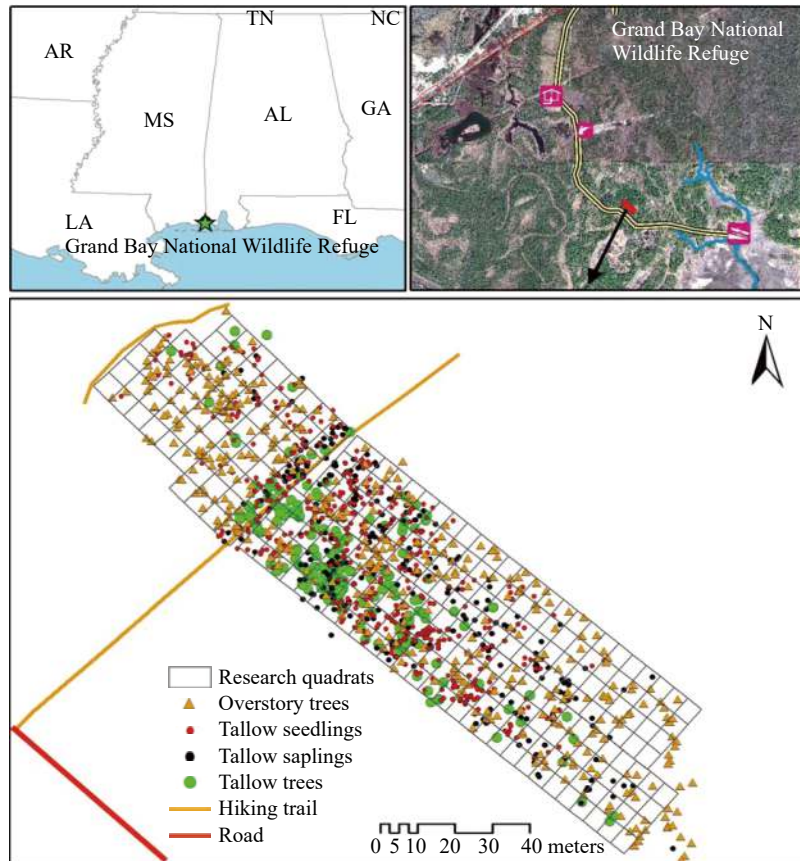 TN
NC
AR
MS
AL
GA
LA
FL
Grand Bay National Wildlife Refuge
Grand Bay National
Wildlife Refuge
N
Research quadrats
Overstory trees
Tallow seedlings
Tallow saplings
Tallow trees
Hiking trail
Road
0 5 10 20 30 40 meters